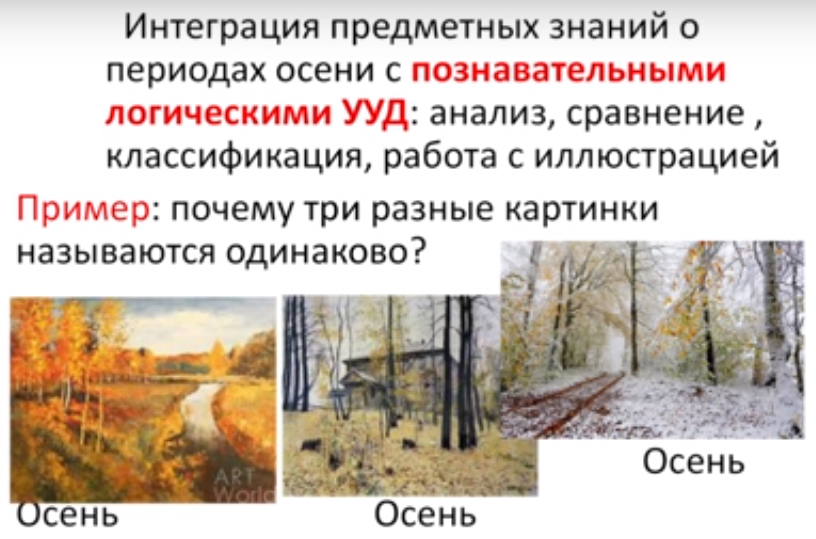 Интеграция предметных знаний о
периодах осени с познавательными
логическими УУД: анализ, сравнение ,
классификация, работа с иллюстрацией
Пример: почему три разные картинки
называются одинаково?
Осень
ART
World
Осень
Осень